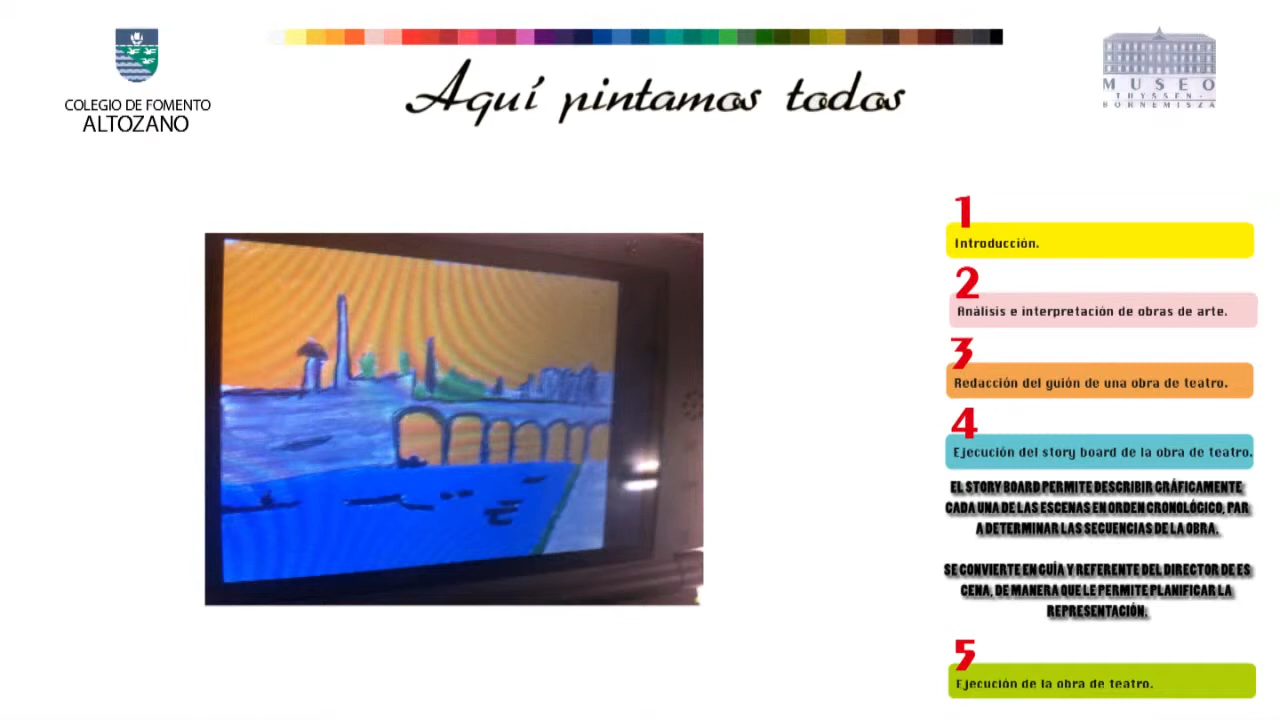 COLEGIO DE FOMENTO
ALTOZANO
Aquí pintamos todos
MUSEO
THYSSEN-
BORNEMISZA
1
Introducción.
2
Análisis e interpretación de obras de arte.
3
Redacción del guión de una obra de teatro.
4
Ejecución del story board de la obra de teatro.
EL STORY BOARD PERMITE DESCRIBIR GRÁFICAMENTE
CADA UNA DE LAS ESCENAS EN ORDEN CRONOLÓGICO, PAR
A DETERMINAR LAS SECUENCIAS DE LA OBRA.
SE CONVIERTE EN GUÍA Y REFERENTE DEL DIRECTOR DE ES
CENA, DE MANERA QUE LE PERMITE PLANIFICAR LA
REPRESENTACIÓN.
5
Ejecución de la obra de teatro.